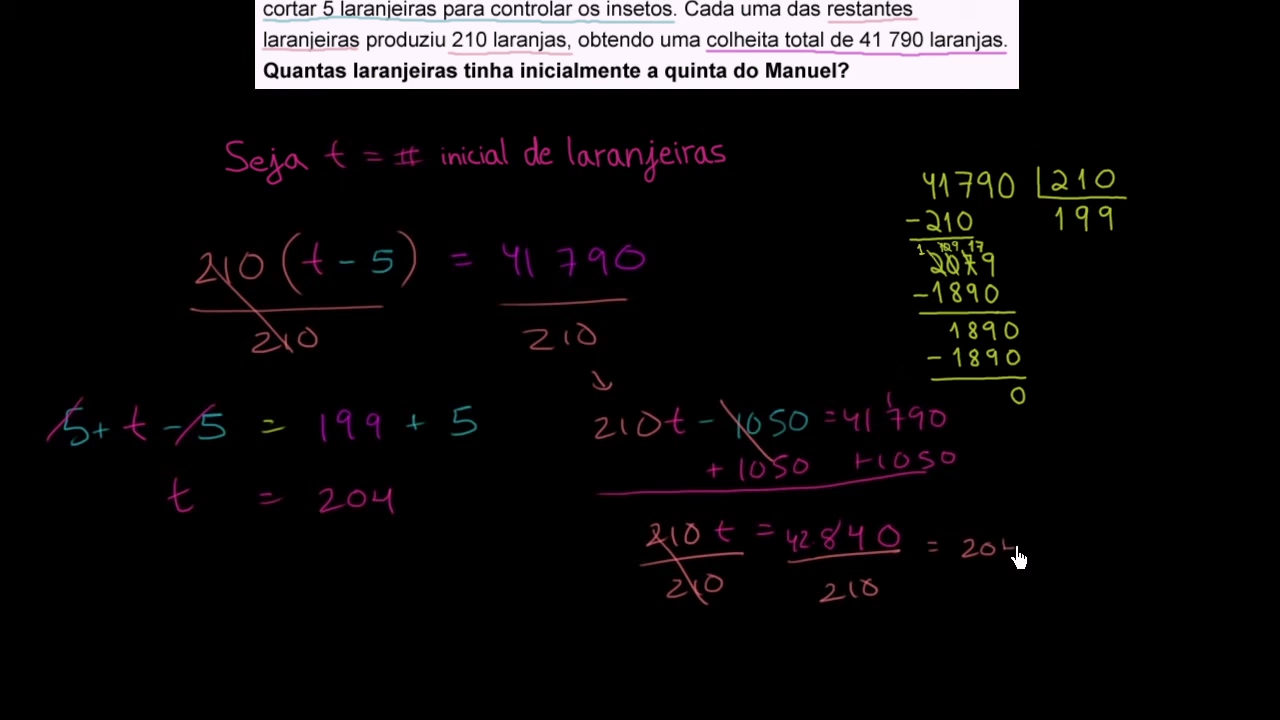 cortar 5 laranjeiras para controlar os insetos. Cada uma das restantes
laranjeiras produziu 210 laranjas, obtendo uma colheita total de 41 790 laranjas.
Quantas laranjeiras tinha inicialmente a quinta do Manuel?
Seja t = # inicial de laranjeiras
210 (t - 5) = 41 790
210 210
5 + t - 5 = 199 + 5
t = 204
210t - 1050 = 41 790
+ 1050 +1050
210 t = 42 840 = 204
210 210
41790 210
-210 199
2079
-1890
1890
-1890
0